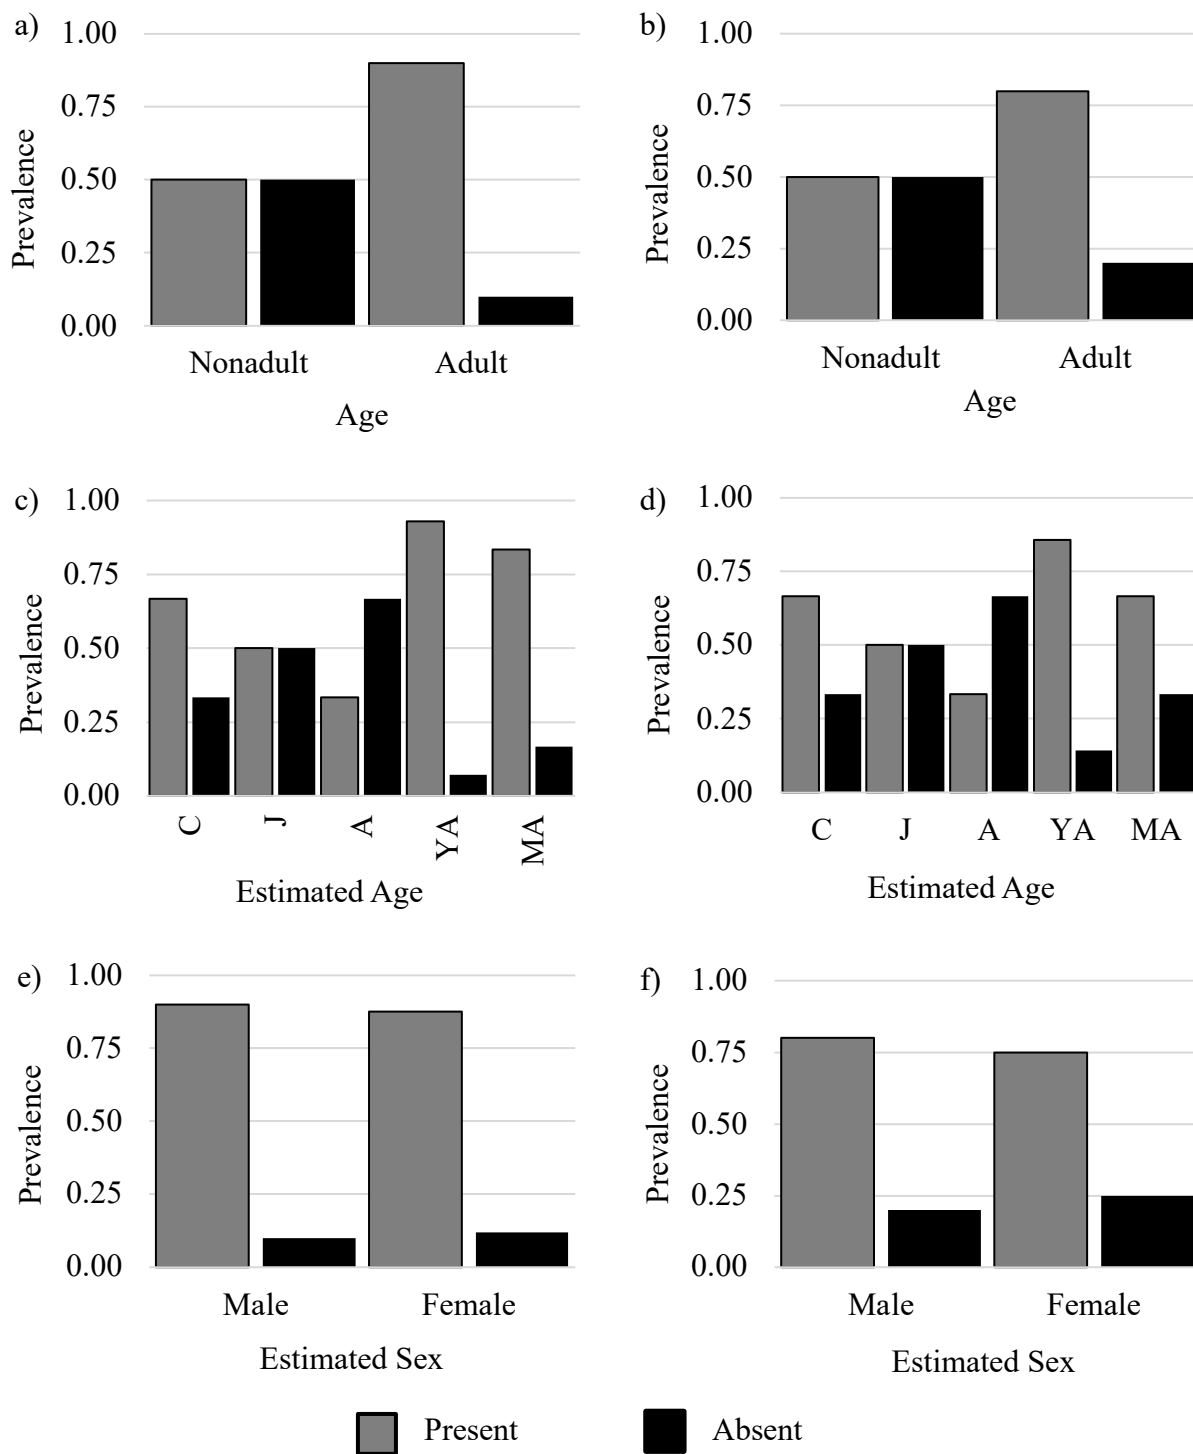 a)
1.00
0.75
0.50
0.25
0.00
Prevalence
Nonadult Adult
Age
b)
1.00
0.75
0.50
0.25
0.00
Prevalence
Nonadult Adult
Age
c)
1.00
0.75
0.50
0.25
0.00
Prevalence
C J A YA MA
Estimated Age
d)
1.00
0.75
0.50
0.25
0.00
Prevalence
C J A YA MA
Estimated Age
e)
1.00
0.75
0.50
0.25
0.00
Prevalence
Male Female
Estimated Sex
f)
1.00
0.75
0.50
0.25
0.00
Prevalence
Male Female
Estimated Sex
Present Absent